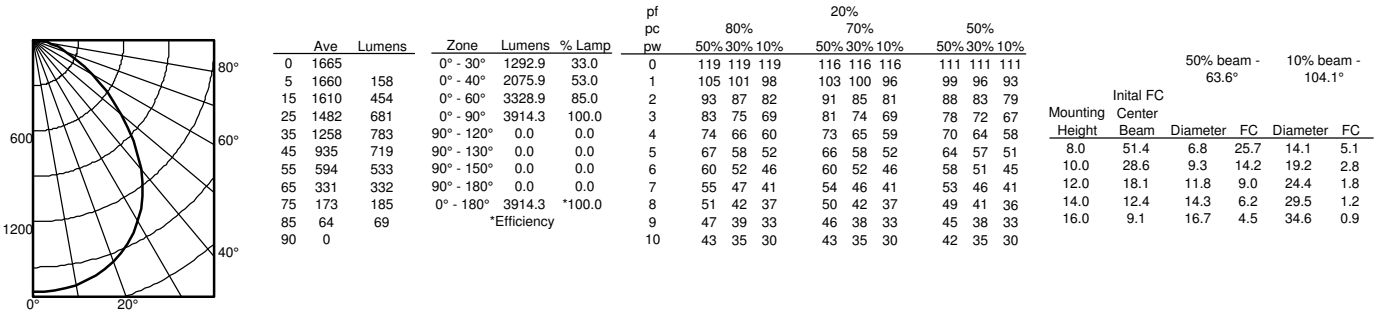 80°
60°
40°
600
1200
0° 20°
Ave Lumens
0 1665
5 1660 158
15 1610 454
25 1482 681
35 1258 783
45 935 719
55 594 533
65 331 332
75 173 185
85 64 69
90 0
Zone Lumens % Lamp
0° - 30° 1292.9 33.0
0° - 40° 2075.9 53.0
0° - 60° 3328.9 85.0
0° - 90° 3914.3 100.0
90° - 120° 0.0 0.0
90° - 130° 0.0 0.0
90° - 150° 0.0 0.0
90° - 180° 0.0 0.0
0° - 180° 3914.3 *100.0
*Efficiency
pf 20%
pc 80% 70% 50%
pw 50% 30% 10% 50% 30% 10% 50% 30% 10%
0 119 119 119 116 116 116 111 111 111
1 105 101 98 103 100 96 99 96 93
2 93 87 82 91 85 81 88 83 79
3 83 75 69 81 74 69 78 72 67
4 74 66 60 73 65 59 70 64 58
5 67 58 52 66 58 52 64 57 51
6 60 52 46 60 52 46 58 51 45
7 55 47 41 54 46 41 53 46 41
8 51 42 37 50 42 37 49 41 36
9 47 39 33 46 38 33 45 38 33
10 43 35 30 43 35 30 42 35 30
50% beam - 10% beam -
63.6° 104.1°
Inital FC
Mounting Center
Height Beam Diameter FC Diameter FC
8.0 51.4 6.8 25.7 14.1 5.1
10.0 28.6 9.3 14.2 19.2 2.8
12.0 18.1 11.8 9.0 24.4 1.8
14.0 12.4 14.3 6.2 29.5 1.2
16.0 9.1 16.7 4.5 34.6 0.9